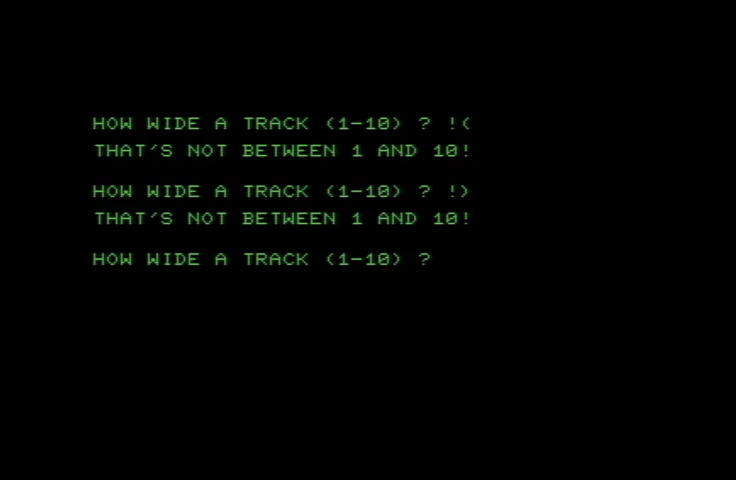 HOW WIDE A TRACK (1-10) ? !(
THAT'S NOT BETWEEN 1 AND 10!
HOW WIDE A TRACK (1-10) ? !)
THAT'S NOT BETWEEN 1 AND 10!
HOW WIDE A TRACK (1-10) ?